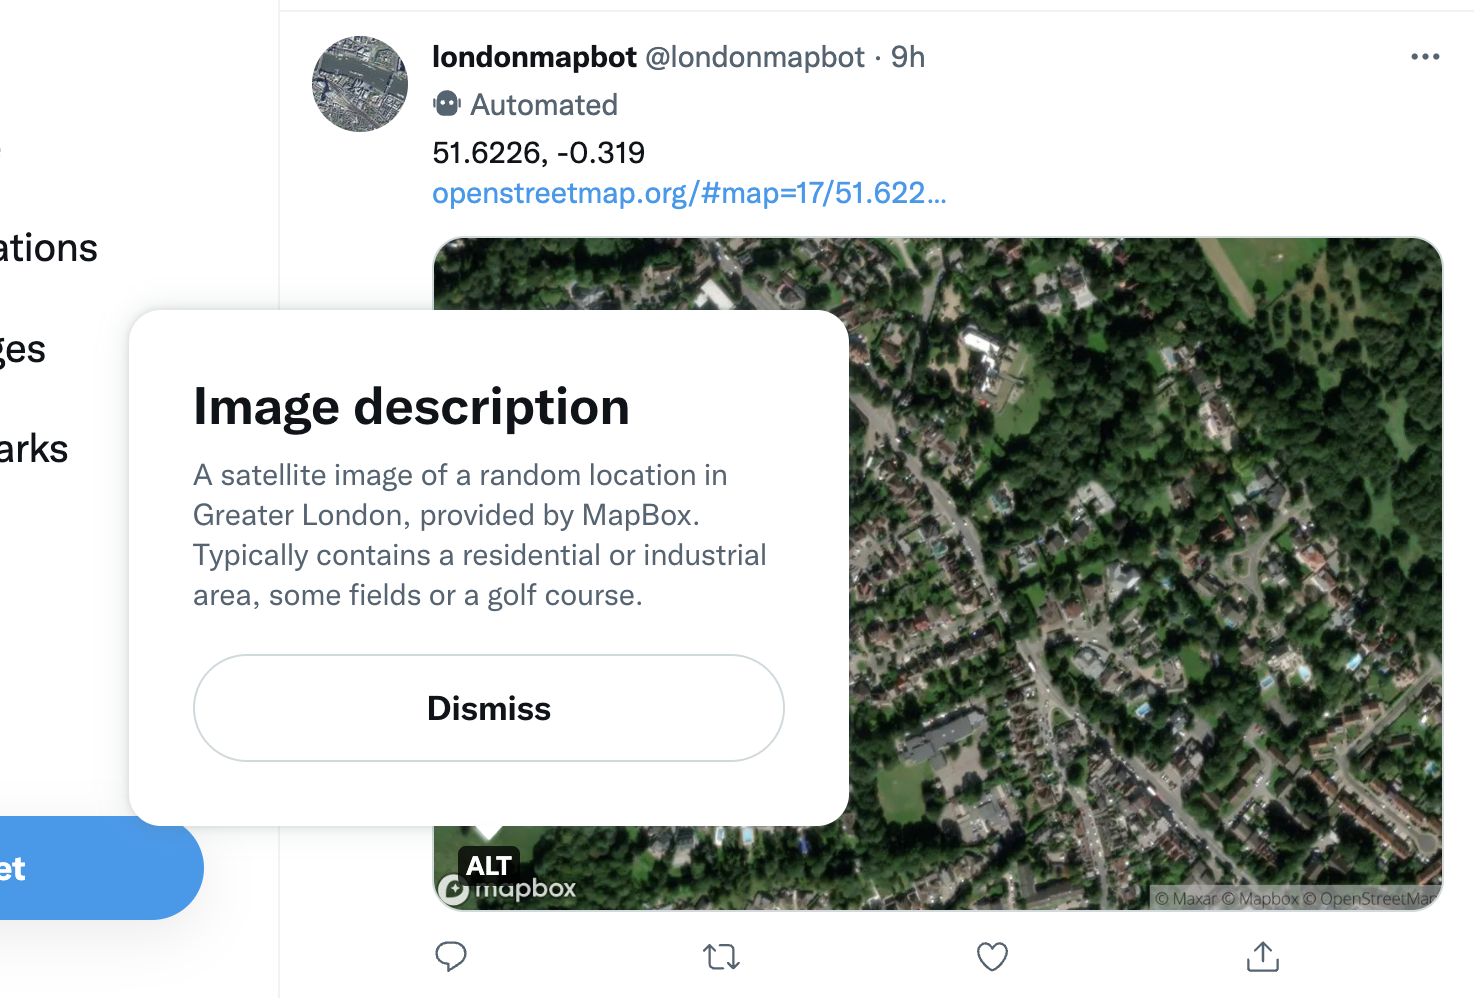 londonmapbot @londonmapbot · 9h
Automated
51.6226, -0.319
openstreetmap.org/#map=17/51.622…
ations
ges
arks
et
Image description
A satellite image of a random location in
Greater London, provided by MapBox.
Typically contains a residential or industrial
area, some fields or a golf course.
Dismiss
ALT
mapbox
© Maxar © Mapbox © OpenStreetMap